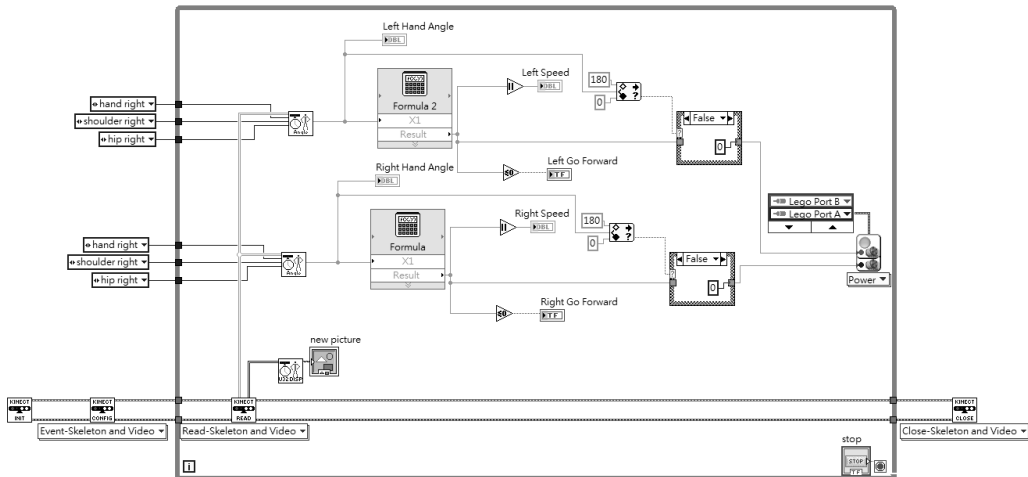 Left Hand Angle
DBL
Formula 2
X1
Result
Left Speed
DBL
180
0
hand right
shoulder right
hip right
Angle
False
?
0
Left Go Forward
TF
Right Hand Angle
DBL
Formula
X1
Result
Right Speed
DBL
180
0
hand right
shoulder right
hip right
Angle
False
?
0
Right Go Forward
TF
Lego Port B
Lego Port A
Power
new picture
KINECT
INIT
KINECT
CONFIG
Event-Skeleton and Video
KINECT
READ
Read-Skeleton and Video
KINECT
CLOSE
Close-Skeleton and Video
stop
STOP
TF
i